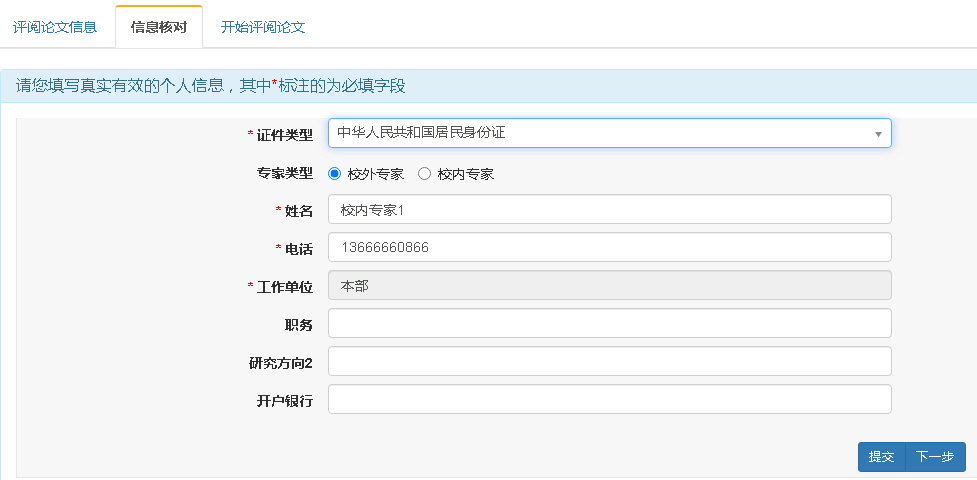 评阅论文信息 信息核对 开始评阅论文
请您填写真实有效的个人信息，其中*标注的为必填字段
* 证件类型 中华人民共和国居民身份证
专家类型 校外专家 校内专家
* 姓名 校内专家1
* 电话 13666660866
* 工作单位 本部
职务
研究方向2
开户银行
提交 下一步